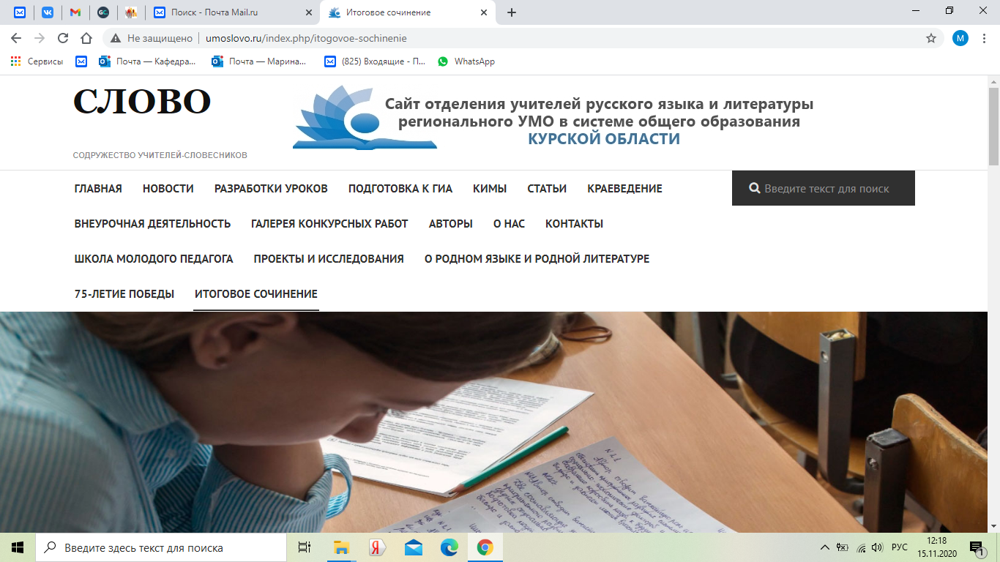 Поиск - Почта Mail.ru
Итоговое сочинение
Не защищено
umoslovo.ru/index.php/itogovoe-sochinenie
М
Сервисы
Почта — Кафедра...
Почта — Марина...
(825) Входящие - П...
WhatsApp
СЛОВО
СОДРУЖЕСТВО УЧИТЕЛЕЙ-СЛОВЕСНИКОВ
Сайт отделения учителей русского языка и литературы
регионального УМО в системе общего образования
КУРСКОЙ ОБЛАСТИ
ГЛАВНАЯ НОВОСТИ РАЗРАБОТКИ УРОКОВ ПОДГОТОВКА К ГИА КИМЫ СТАТЬИ КРАЕВЕДЕНИЕ
Введите текст для поиск
ВНЕУРОЧНАЯ ДЕЯТЕЛЬНОСТЬ ГАЛЕРЕЯ КОНКУРСНЫХ РАБОТ АВТОРЫ О НАС КОНТАКТЫ
ШКОЛА МОЛОДОГО ПЕДАГОГА ПРОЕКТЫ И ИССЛЕДОВАНИЯ О РОДНОМ ЯЗЫКЕ И РОДНОЙ ЛИТЕРАТУРЕ
75-ЛЕТИЕ ПОБЕДЫ ИТОГОВОЕ СОЧИНЕНИЕ
Введите здесь текст для поиска
РУС
12:18
15.11.2020
1